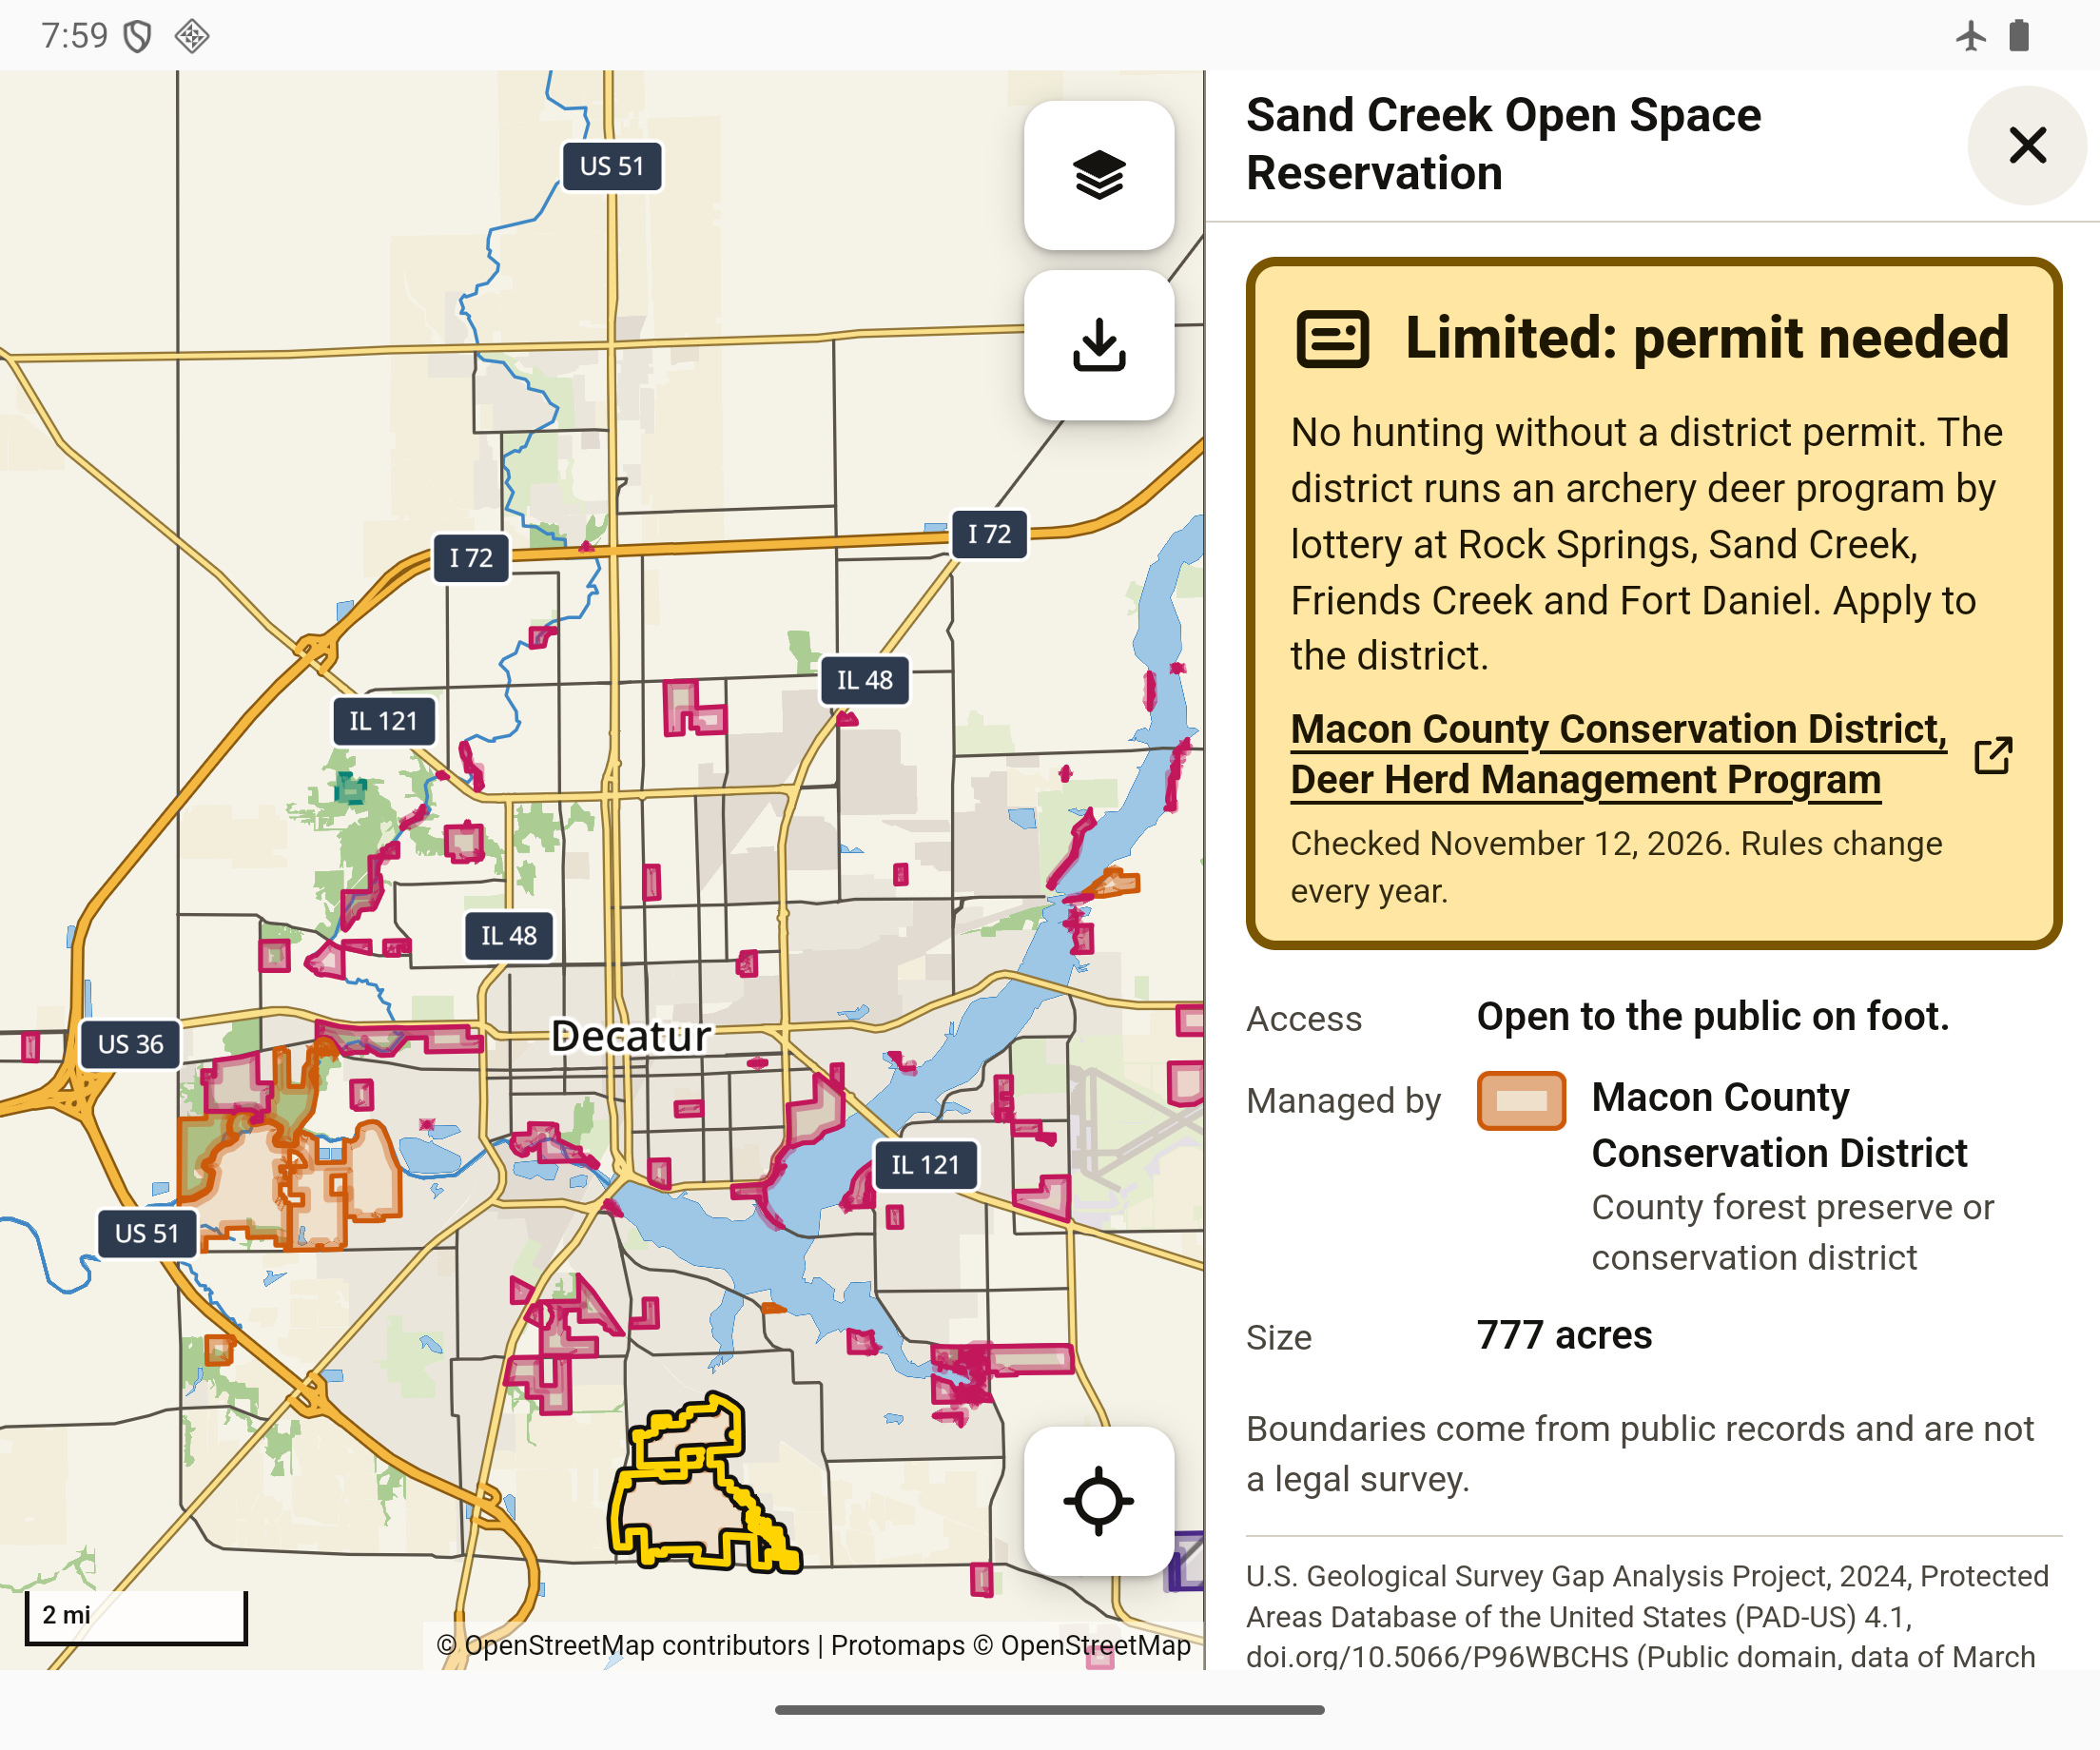 7:59
US 51
I 72
I 72
IL 48
IL 121
IL 48
Decatur
US 36
IL 121
US 51
2 mi
© OpenStreetMap contributors | Protomaps © OpenStreetMap
Sand Creek Open Space
Reservation
Limited: permit needed
No hunting without a district permit. The
district runs an archery deer program by
lottery at Rock Springs, Sand Creek,
Friends Creek and Fort Daniel. Apply to
the district.
Macon County Conservation District,
Deer Herd Management Program
Checked November 12, 2026. Rules change
every year.
Access Open to the public on foot.
Managed by Macon County
Conservation District
County forest preserve or
conservation district
Size 777 acres
Boundaries come from public records and are not
a legal survey.
U.S. Geological Survey Gap Analysis Project, 2024, Protected
Areas Database of the United States (PAD-US) 4.1,
doi.org/10.5066/P96WBCHS (Public domain, data of March